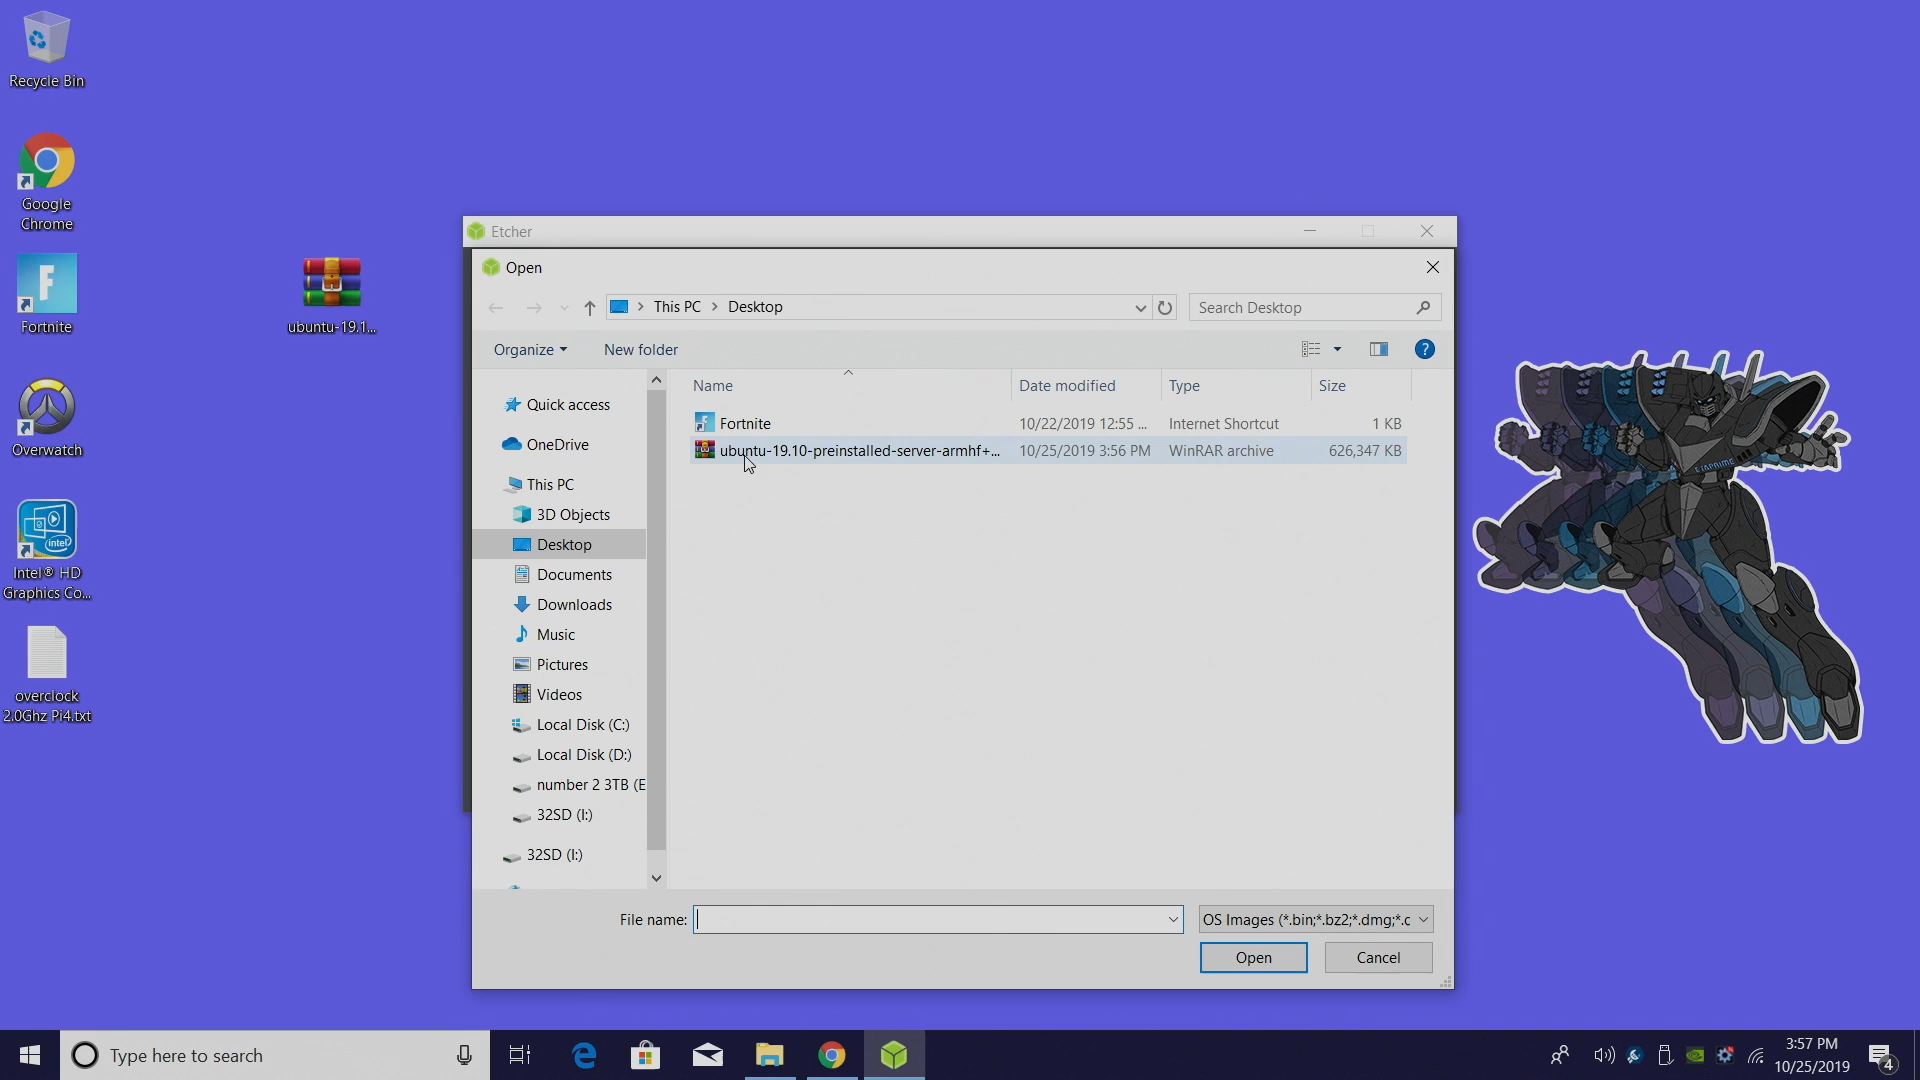 Recycle Bin
Google
Chrome
Fortnite
ubuntu-19.1...
Overwatch
intel
Intel® HD
Graphics Co...
overclock
2.0Ghz Pi4.txt
Etcher
Open
This PC
Desktop
Search Desktop
Organize
New folder
?
Name
Date modified
Type
Size
Quick access
OneDrive
This PC
3D Objects
Desktop
Documents
Downloads
Music
Pictures
Videos
Local Disk (C:)
Local Disk (D:)
number 2 3TB (E
32SD (I:)
32SD (I:)
Fortnite 10/22/2019 12:55 ... Internet Shortcut 1 KB
ubuntu-19.10-preinstalled-server-armhf+... 10/25/2019 3:56 PM WinRAR archive 626,347 KB
File name:
OS Images (*.bin;*.bz2;*.dmg;*.c
Open
Cancel
ETAPRIME
Type here to search
3:57 PM
10/25/2019
4